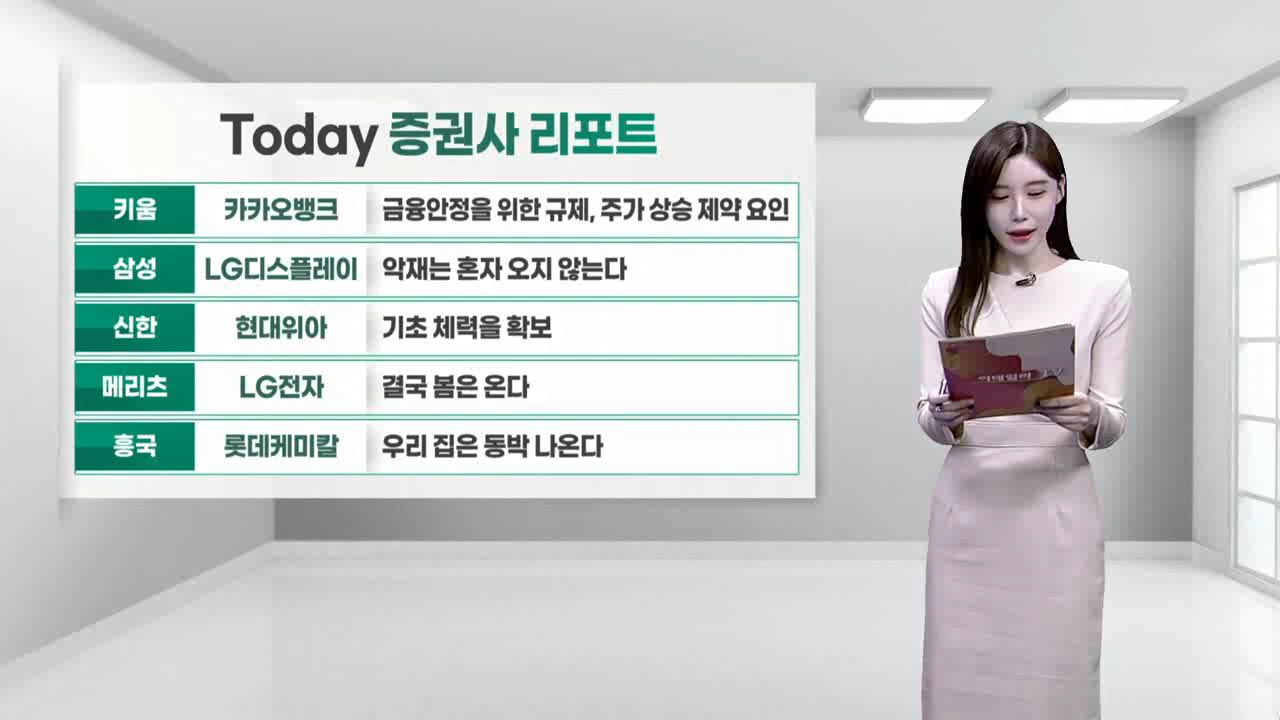 Today 증권사 리포트
키움 카카오뱅크 금융안정을 위한 규제, 주가 상승 제약 요인
삼성 LG디스플레이 악재는 혼자 오지 않는다
신한 현대위아 기초 체력을 확보
메리츠 LG전자 결국 봄은 온다
흥국 롯데케미칼 우리 집은 동박 나온다